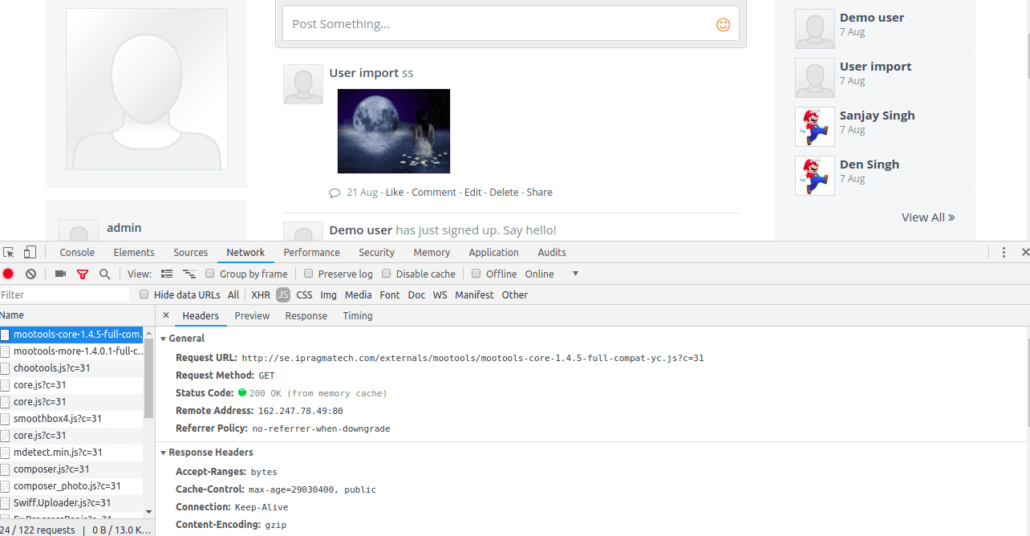 Post Something...
Demo user
7 Aug
User import
7 Aug
Sanjay Singh
7 Aug
Den Singh
7 Aug
View All »
User import ss
21 Aug - Like - Comment - Edit - Delete - Share
admin
Demo user has just signed up. Say hello!
Console Elements Sources Network Performance Security Memory Application Audits
View: Group by frame Preserve log Disable cache Offline Online
Filter Hide data URLs All XHR JS CSS Img Media Font Doc WS Manifest Other
Name
mootools-core-1.4.5-full-com...
mootools-more-1.4.0.1-full-c...
chootools.js?c=31
core.js?c=31
core.js?c=31
smoothbox4.js?c=31
core.js?c=31
mdetect.min.js?c=31
composer.js?c=31
composer_photo.js?c=31
Swiff.Uploader.js?c=31
24 / 122 requests | 0 B / 13.0 K...
Headers Preview Response Timing
General
Request URL: http://se.ipragmatech.com/externals/mootools/mootools-core-1.4.5-full-compat-yc.js?c=31
Request Method: GET
Status Code: 200 OK (from memory cache)
Remote Address: 162.247.78.49:80
Referrer Policy: no-referrer-when-downgrade
Response Headers
Accept-Ranges: bytes
Cache-Control: max-age=29030400, public
Connection: Keep-Alive
Content-Encoding: gzip